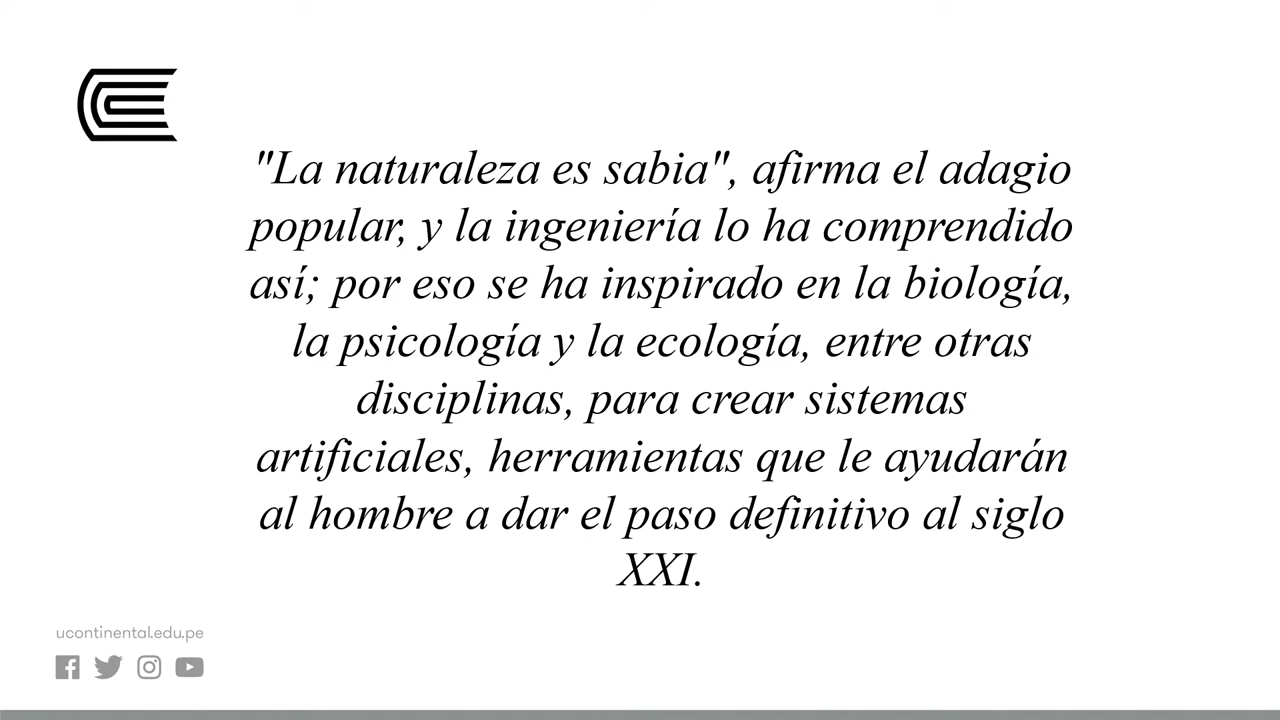 "La naturaleza es sabia", afirma el adagio
popular, y la ingeniería lo ha comprendido
así; por eso se ha inspirado en la biología,
la psicología y la ecología, entre otras
disciplinas, para crear sistemas
artificiales, herramientas que le ayudarán
al hombre a dar el paso definitivo al siglo
XXI.
ucontinental.edu.pe